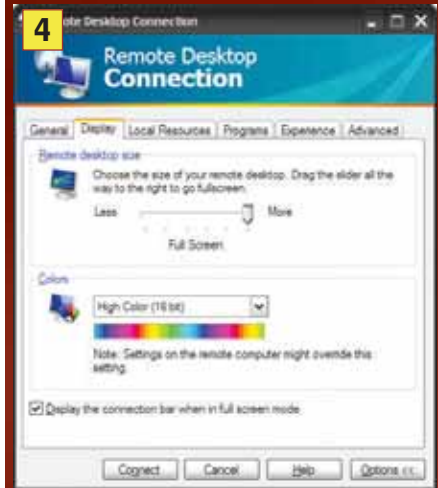 4
Remote Desktop Connection
Remote Desktop
Connection
General Display Local Resources Programs Experience Advanced
Remote desktop size
Choose the size of your remote desktop. Drag the slider all the
way to the right to go fullscreen.
Less More
Full Screen
Colors
High Color (16 bit)
Note: Settings on the remote computer might override this
setting.
Display the connection bar when in full screen mode
Connect Cancel Help Options <<